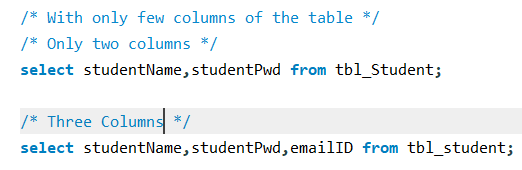 /* With only few columns of the table */
/* Only two columns */
select studentName,studentPwd from tbl_Student;
/* Three Columns */
select studentName,studentPwd,emailID from tbl_student;